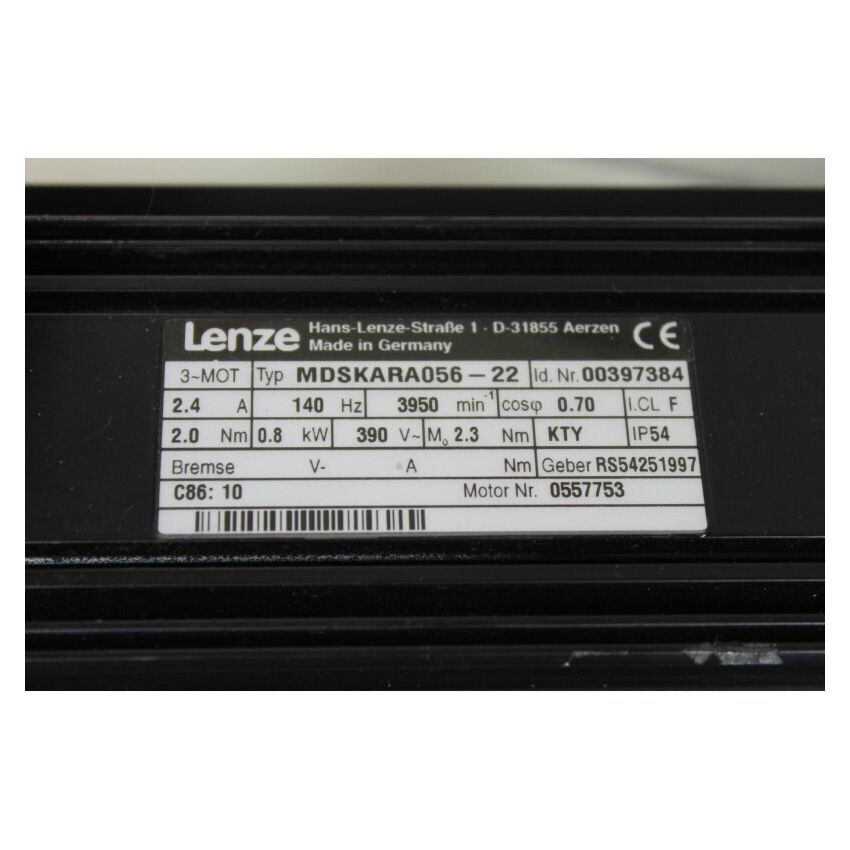 Lenze Hans-Lenze-Straße 1 · D-31855 Aerzen CE
Made in Germany
3~MOT Typ MDSKARA056-22 Id. Nr. 00397384
2.4 A 140 Hz 3950 min⁻¹ cosφ 0.70 I.CL F
2.0 Nm 0.8 kW 390 V~ M₀ 2.3 Nm KTY IP54
Bremse V- A Nm Geber RS54251997
C86: 10 Motor Nr. 0557753